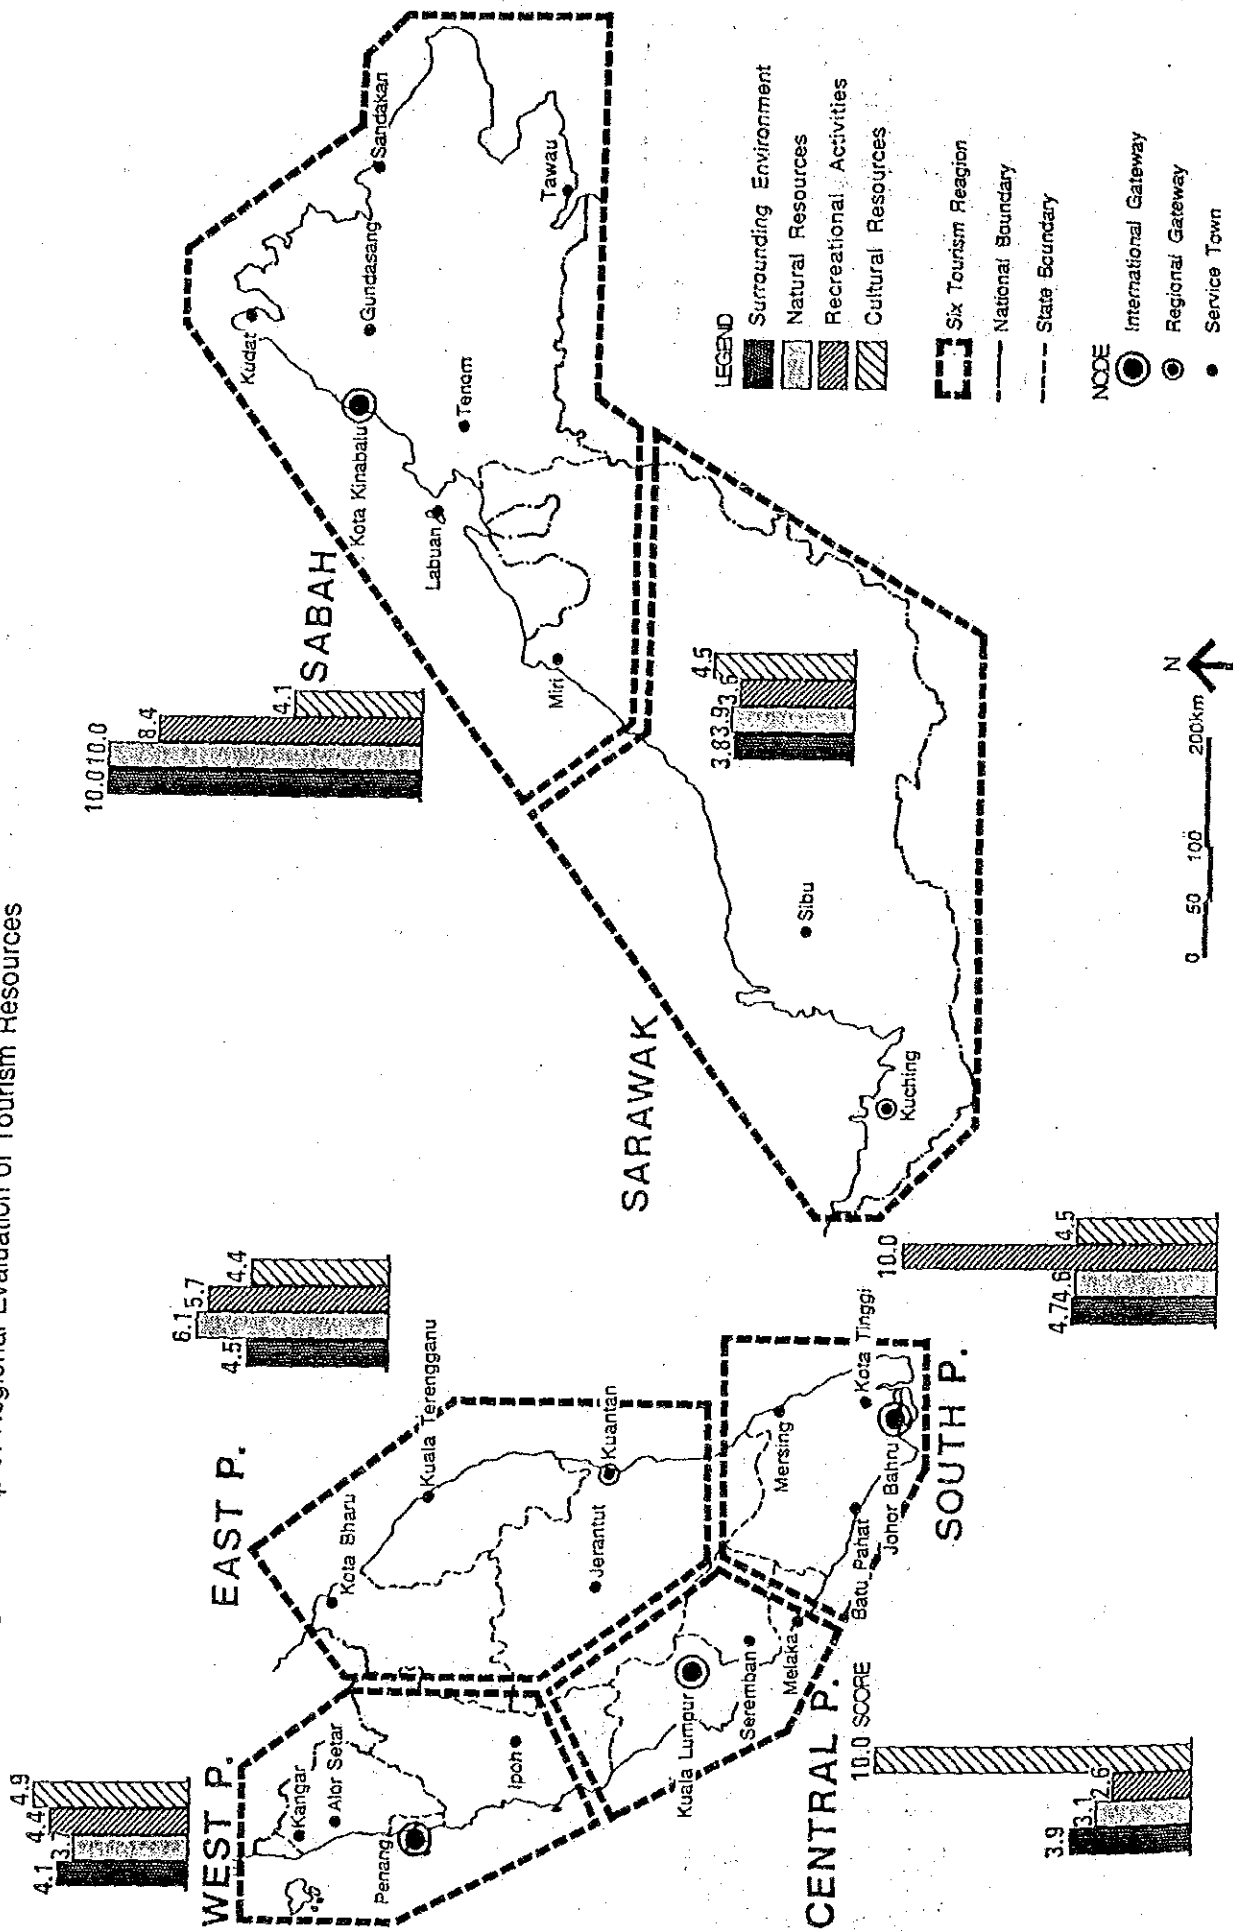 Regional Evaluation of Tourism Resources
WEST P.
4.1
3.7
4.4
4.9
Kangar
Alor Setar
Penang
Ipoh
EAST P.
4.5
6.1
5.7
4.4
Kota Bharu
Kuala Terengganu
Jerantut
Kuantan
CENTRAL P.
10.0 SCORE
3.9
3.1
2.6
Kuala Lumpur
Seremban
Melaka
SOUTH P.
4.7
4.6
10.0
4.5
Mersing
Batu Pahat
Johor Bahru
Kota Tinggi
SABAH
10.0
10.0
8.4
4.1
Kudat
Kota Kinabalu
Gundasang
Sandakan
Tenom
Labuan
Tawau
Miri
SARAWAK
3.8
3.9
3.6
4.5
Sibu
Kuching
LEGEND
Surrounding Environment
Natural Resources
Recreational Activities
Cultural Resources
Six Tourism Reagion
National Boundary
State Boundary
NODE
International Gateway
Regional Gateway
Service Town
0 50 100 200km
N